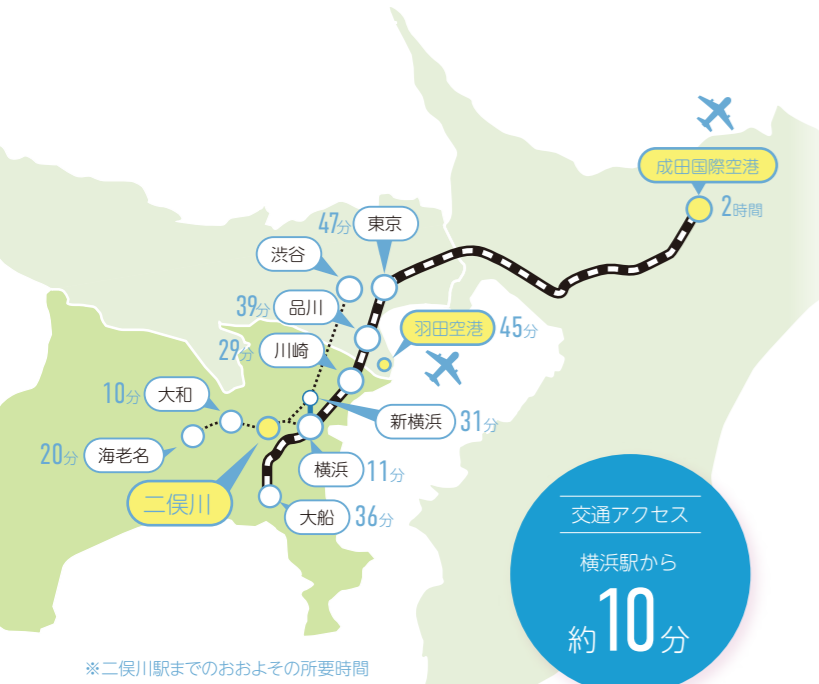 成田国際空港
2時間
47分 東京
渋谷
39分 品川
羽田空港 45分
29分 川崎
10分 大和
新横浜 31分
20分 海老名
横浜 11分
二俣川
大船 36分
交通アクセス
横浜駅から
約10分
※二俣川駅までのおおよその所要時間